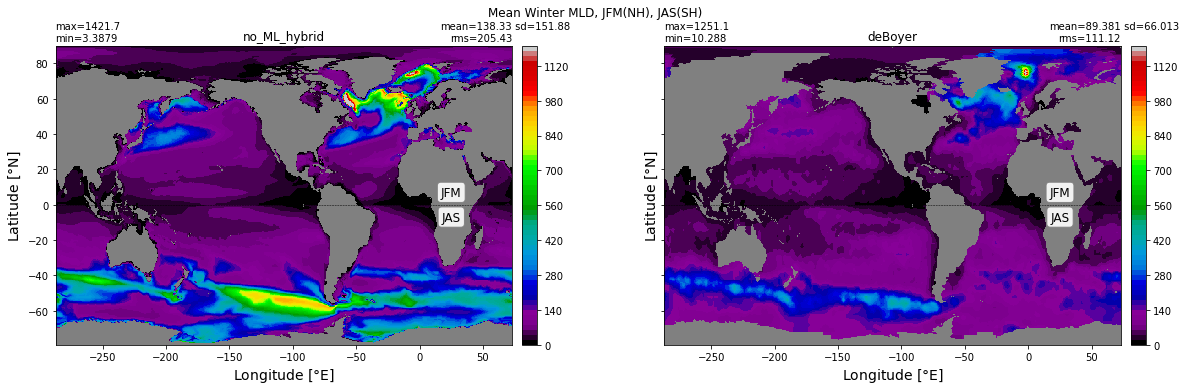 Mean Winter MLD, JFM(NH), JAS(SH)
max=1421.7
min=3.3879
no_ML_hybrid
mean=138.33 sd=151.88
rms=205.43
80
60
40
20
0
−20
−40
−60
Latitude [°N]
−250
−200
−150
−100
−50
0
50
Longitude [°E]
JFM
JAS
1120
980
840
700
560
420
280
140
0
max=1251.1
min=10.288
deBoyer
mean=89.381 sd=66.013
rms=111.12
Latitude [°N]
−250
−200
−150
−100
−50
0
50
Longitude [°E]
JFM
JAS
1120
980
840
700
560
420
280
140
0